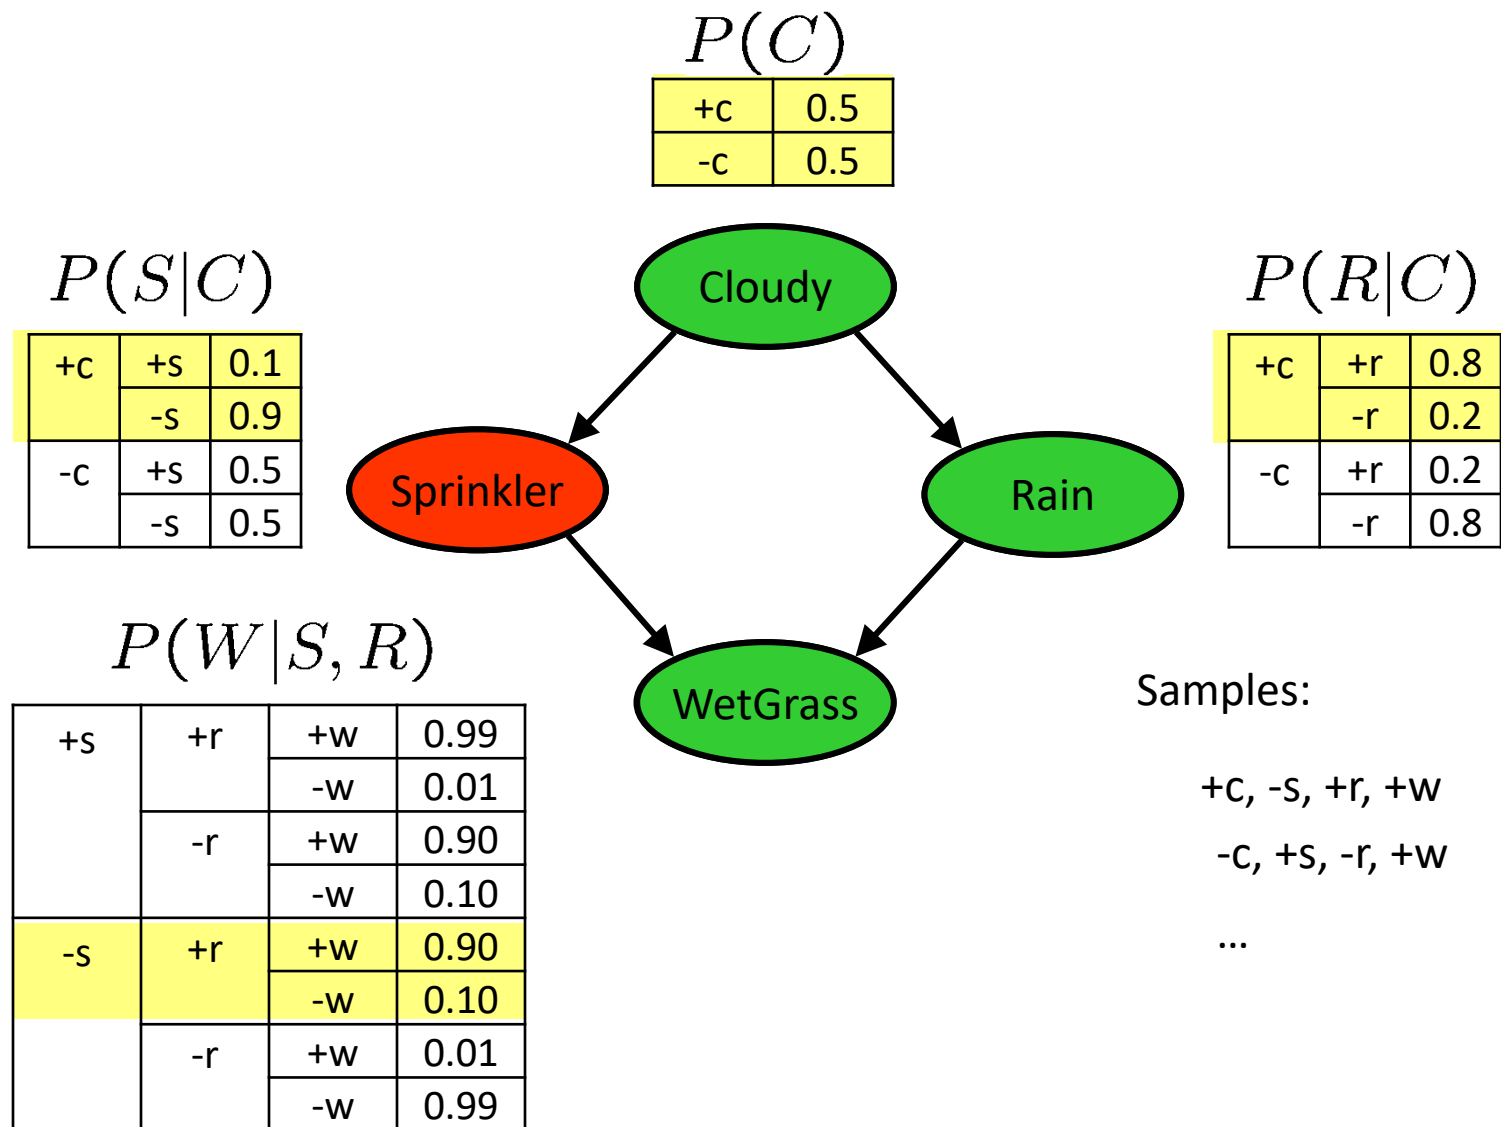 P(C)
+c 0.5
-c 0.5
Cloudy
P(S|C)
+c +s 0.1
-s 0.9
-c +s 0.5
-s 0.5
P(R|C)
+c +r 0.8
-r 0.2
-c +r 0.2
-r 0.8
Sprinkler
Rain
P(W|S, R)
+s +r +w 0.99
-w 0.01
-r +w 0.90
-w 0.10
-s +r +w 0.90
-w 0.10
-r +w 0.01
-w 0.99
WetGrass
Samples:
+c, -s, +r, +w
-c, +s, -r, +w
...